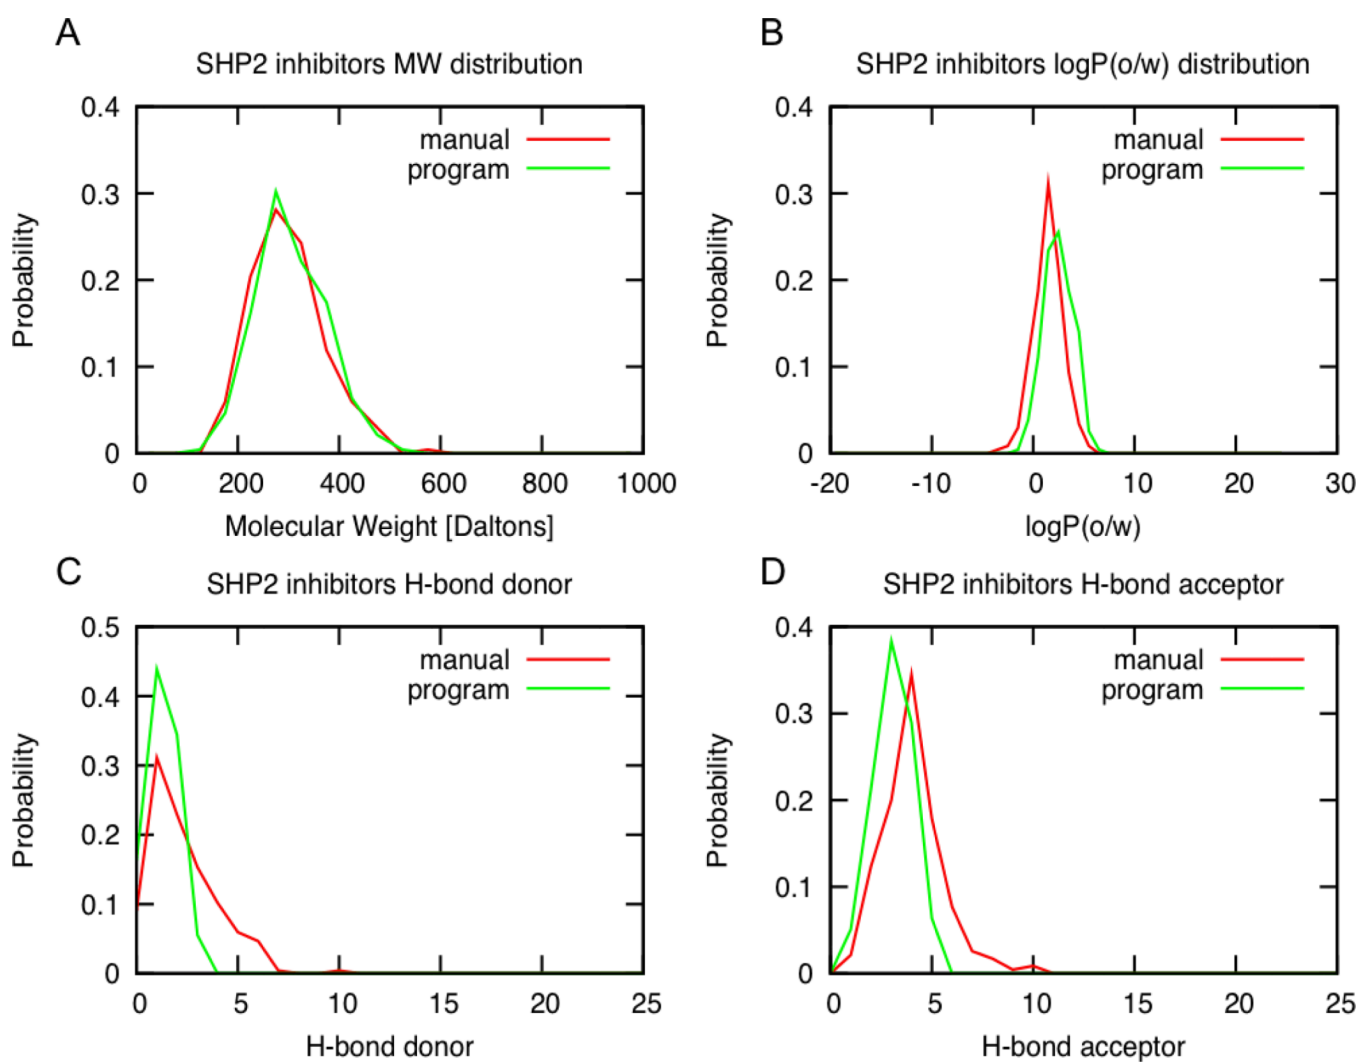 A
SHP2 inhibitors MW distribution
0.4
0.3
0.2
0.1
0
Probability
manual
program
0 200 400 600 800 1000
Molecular Weight [Daltons]
B
SHP2 inhibitors logP(o/w) distribution
0.4
0.3
0.2
0.1
0
Probability
manual
program
-20 -10 0 10 20 30
logP(o/w)
C
SHP2 inhibitors H-bond donor
0.5
0.4
0.3
0.2
0.1
0
Probability
manual
program
0 5 10 15 20 25
H-bond donor
D
SHP2 inhibitors H-bond acceptor
0.4
0.3
0.2
0.1
0
Probability
manual
program
0 5 10 15 20 25
H-bond acceptor